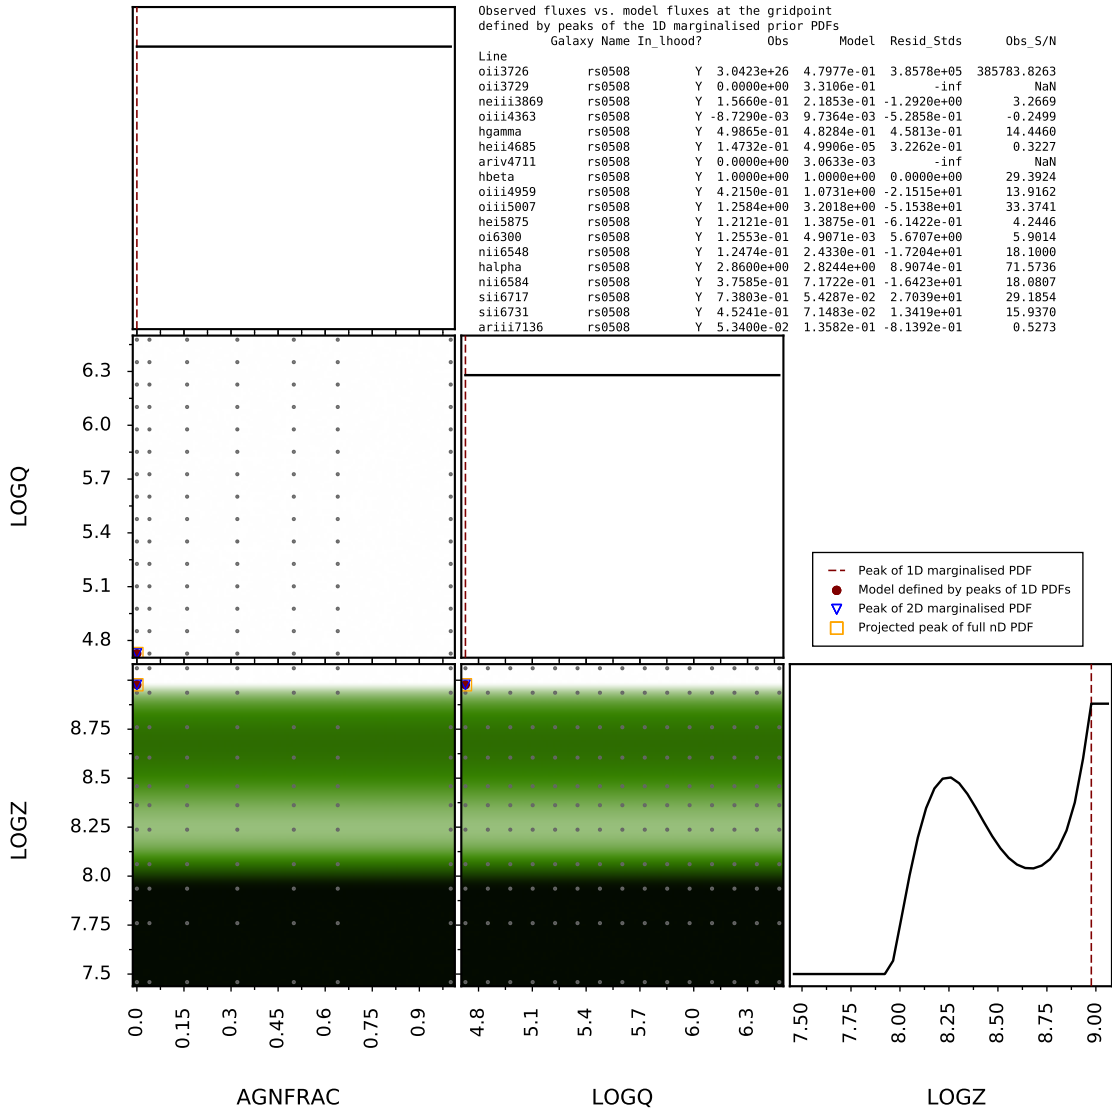 Observed fluxes vs. model fluxes at the gridpoint
defined by peaks of the 1D marginalised prior PDFs
Galaxy Name In_lhood? Obs Model Resid_Stds Obs_S/N
Line
oii3726 rs0508 Y 3.0423e+26 4.7977e-01 3.8578e+05 385783.8263
oii3729 rs0508 Y 0.0000e+00 3.3106e-01 -inf NaN
neiii3869 rs0508 Y 1.5660e-01 2.1853e-01 -1.2920e+00 3.2669
oiii4363 rs0508 Y -8.7290e-03 9.7364e-03 -5.2858e-01 -0.2499
hgamma rs0508 Y 4.9865e-01 4.8284e-01 4.5813e-01 14.4460
heii4685 rs0508 Y 1.4732e-01 4.9906e-05 3.2262e-01 0.3227
ariv4711 rs0508 Y 0.0000e+00 3.0633e-03 -inf NaN
hbeta rs0508 Y 1.0000e+00 1.0000e+00 0.0000e+00 29.3924
oiii4959 rs0508 Y 4.2150e-01 1.0731e+00 -2.1515e+01 13.9162
oiii5007 rs0508 Y 1.2584e+00 3.2018e+00 -5.1538e+01 33.3741
hei5875 rs0508 Y 1.2121e-01 1.3875e-01 -6.1422e-01 4.2446
oi6300 rs0508 Y 1.2553e-01 4.9071e-03 5.6707e+00 5.9014
nii6548 rs0508 Y 1.2474e-01 2.4330e-01 -1.7204e+01 18.1000
halpha rs0508 Y 2.8600e+00 2.8244e+00 8.9074e-01 71.5736
nii6584 rs0508 Y 3.7585e-01 7.1722e-01 -1.6423e+01 18.0807
sii6717 rs0508 Y 7.3803e-01 5.4287e-02 2.7039e+01 29.1854
sii6731 rs0508 Y 4.5241e-01 7.1483e-02 1.3419e+01 15.9370
ariii7136 rs0508 Y 5.3400e-02 1.3582e-01 -8.1392e-01 0.5273
LOGQ
6.3
6.0
5.7
5.4
5.1
4.8
Peak of 1D marginalised PDF
Model defined by peaks of 1D PDFs
Peak of 2D marginalised PDF
Projected peak of full nD PDF
LOGZ
8.75
8.5
8.25
8.0
7.75
7.5
0.0 0.15 0.3 0.45 0.6 0.75 0.9
4.8 5.1 5.4 5.7 6.0 6.3
7.50 7.75 8.00 8.25 8.50 8.75 9.00
AGNFRAC LOGQ LOGZ